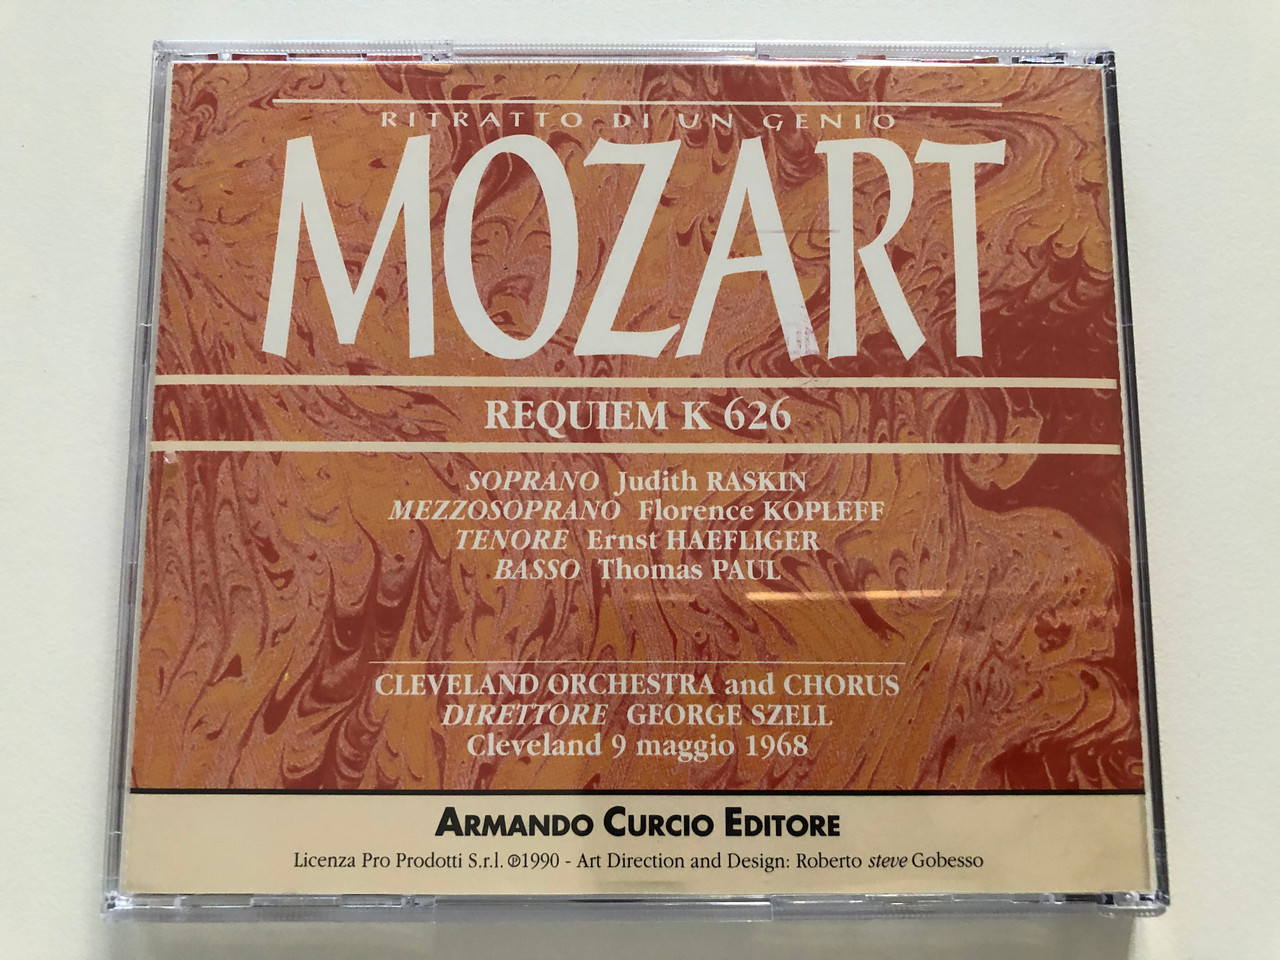 RITRATTO DI UN GENIO
MOZART
REQUIEM K 626
SOPRANO Judith RASKIN
MEZZOSOPRANO Florence KOPLEFF
TENORE Ernst HAEFLIGER
BASSO Thomas PAUL
CLEVELAND ORCHESTRA and CHORUS
DIRETTORE GEORGE SZELL
Cleveland 9 maggio 1968
ARMANDO CURCIO EDITORE
Licenza Pro Prodotti S.r.l. ℗1990 - Art Direction and Design: Roberto steve Gobesso